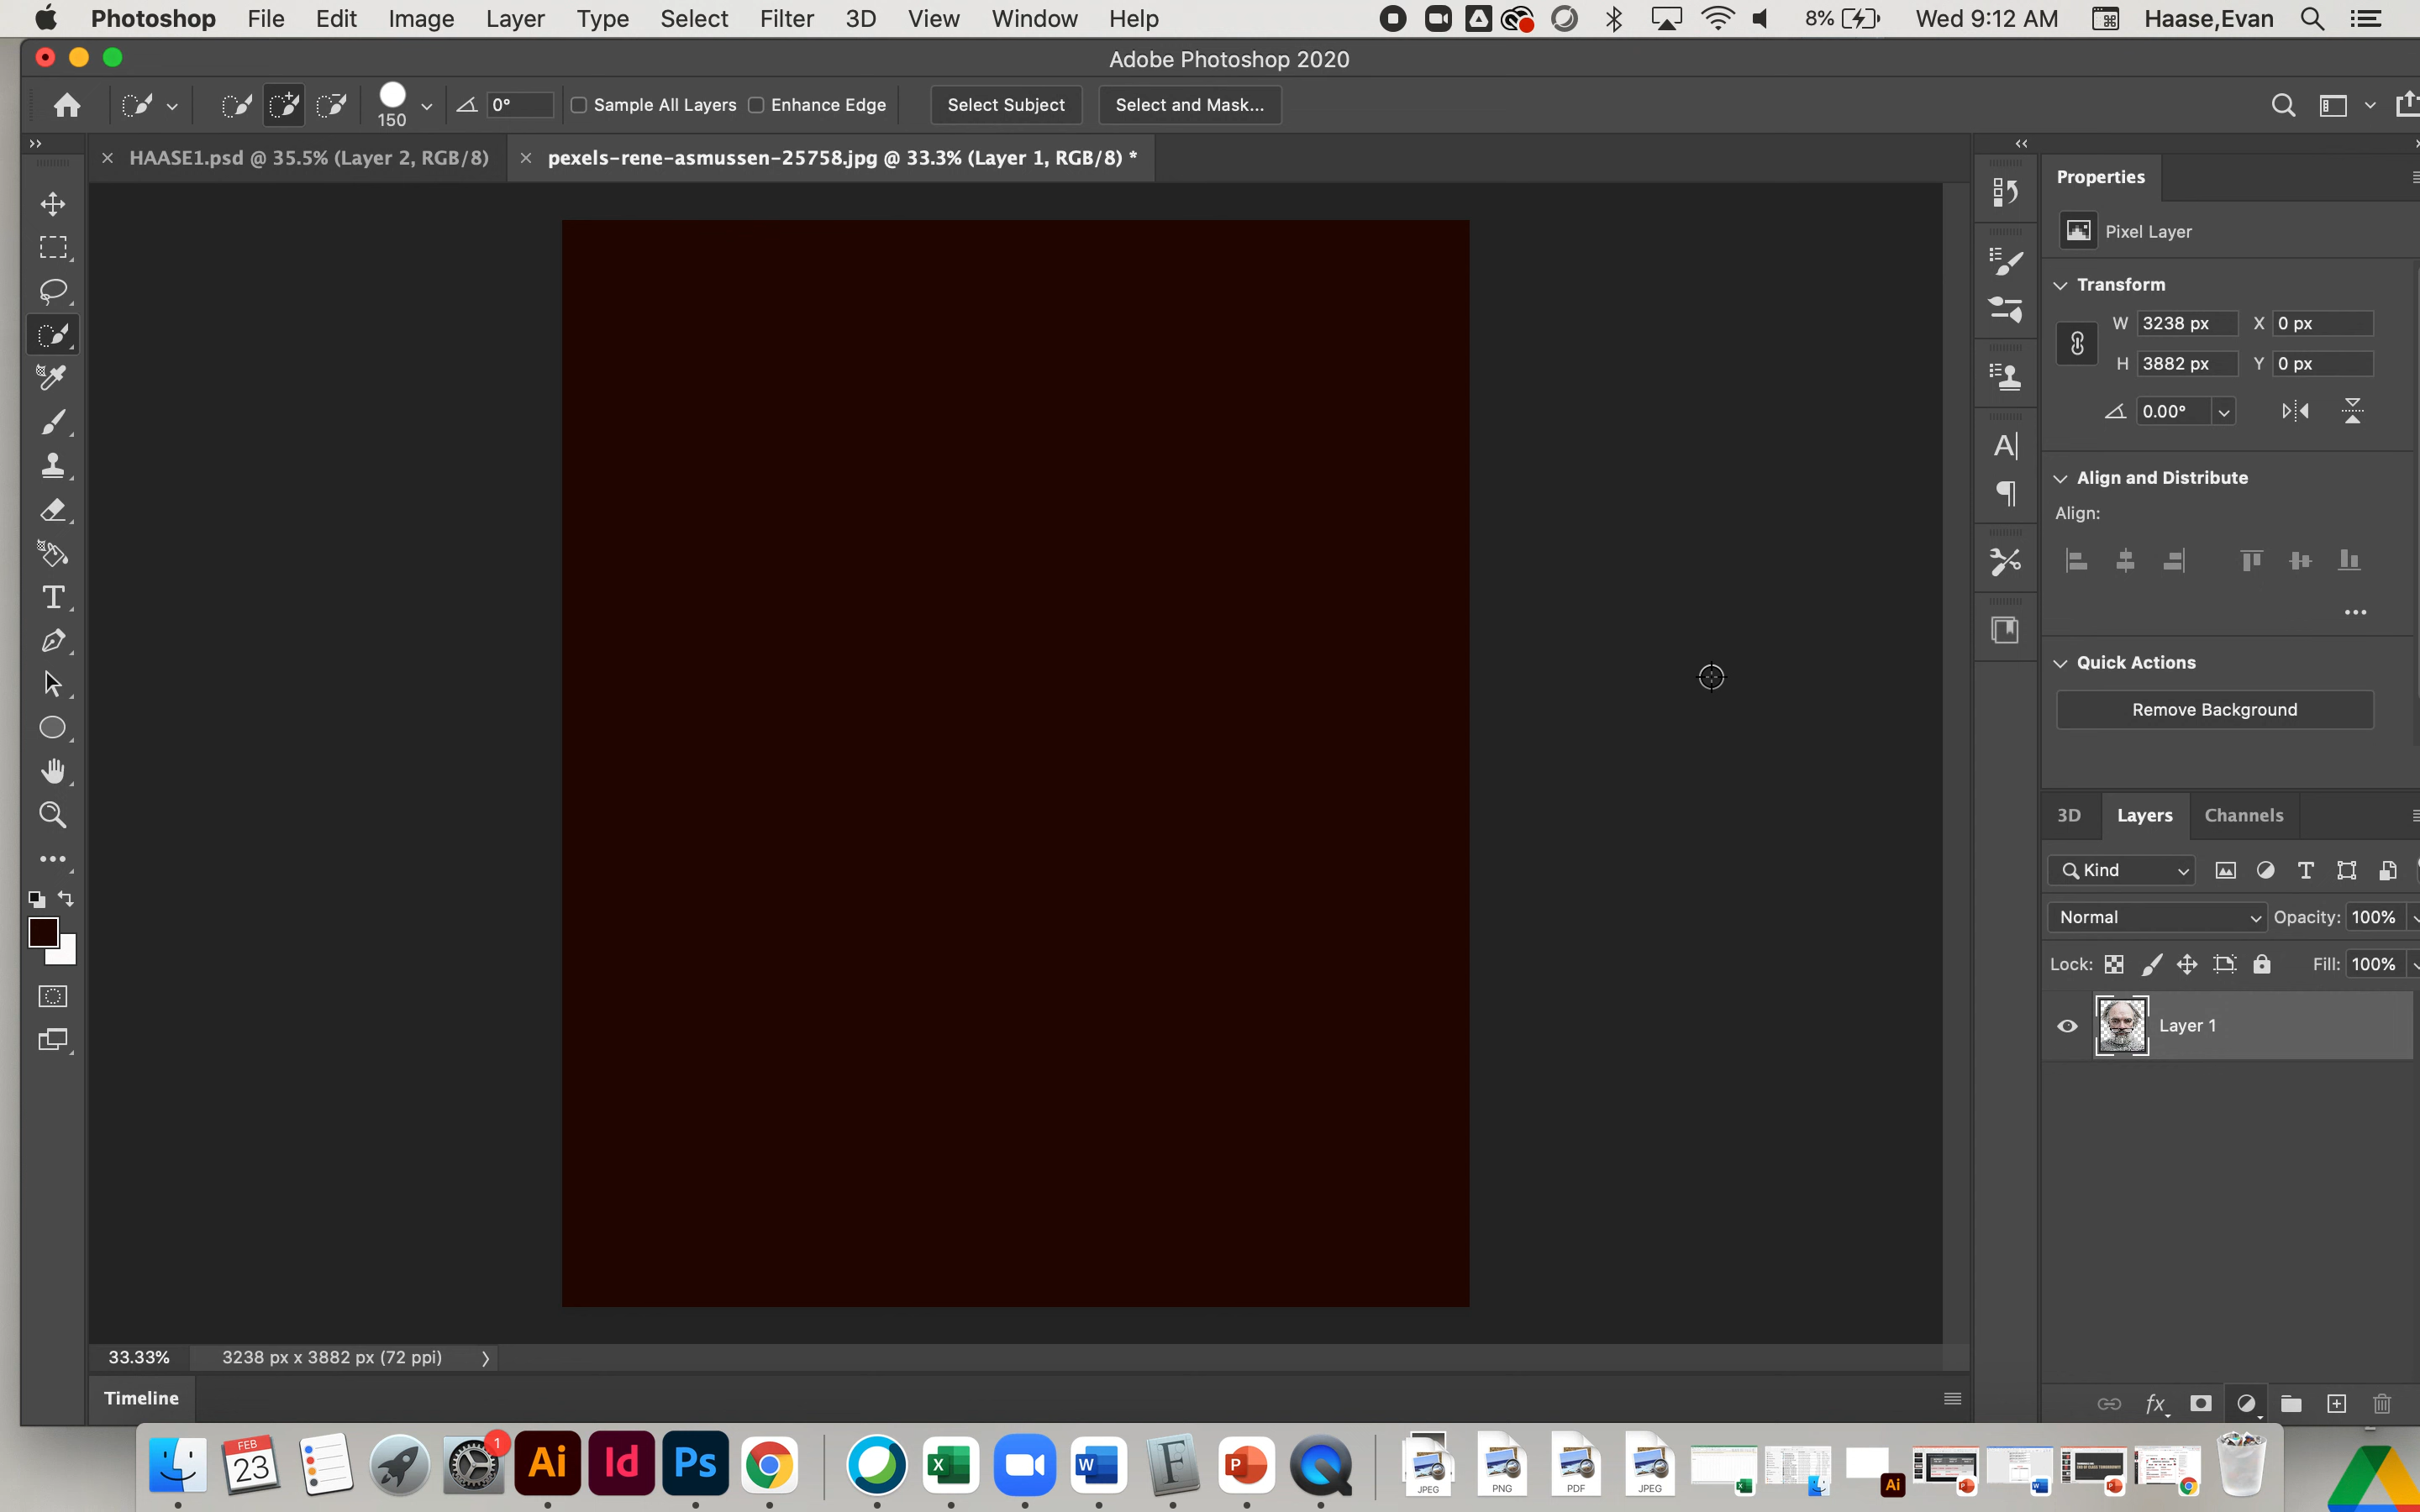 Photoshop File Edit Image Layer Type Select Filter 3D View Window Help 8% Wed 9:12 AM Haase,Evan
Adobe Photoshop 2020
150 0° Sample All Layers Enhance Edge Select Subject Select and Mask...
HAASE1.psd @ 35.5% (Layer 2, RGB/8) pexels-rene-asmussen-25758.jpg @ 33.3% (Layer 1, RGB/8) *
Properties
Pixel Layer
Transform
W 3238 px X 0 px
H 3882 px Y 0 px
0.00°
Align and Distribute
Align:
Quick Actions
Remove Background
3D Layers Channels
Kind
Normal Opacity: 100%
Lock: Fill: 100%
Layer 1
fx
33.33% 3238 px x 3882 px (72 ppi)
Timeline
FEB
23
1
Ai Id Ps X W F P
JPEG PNG PDF JPEG